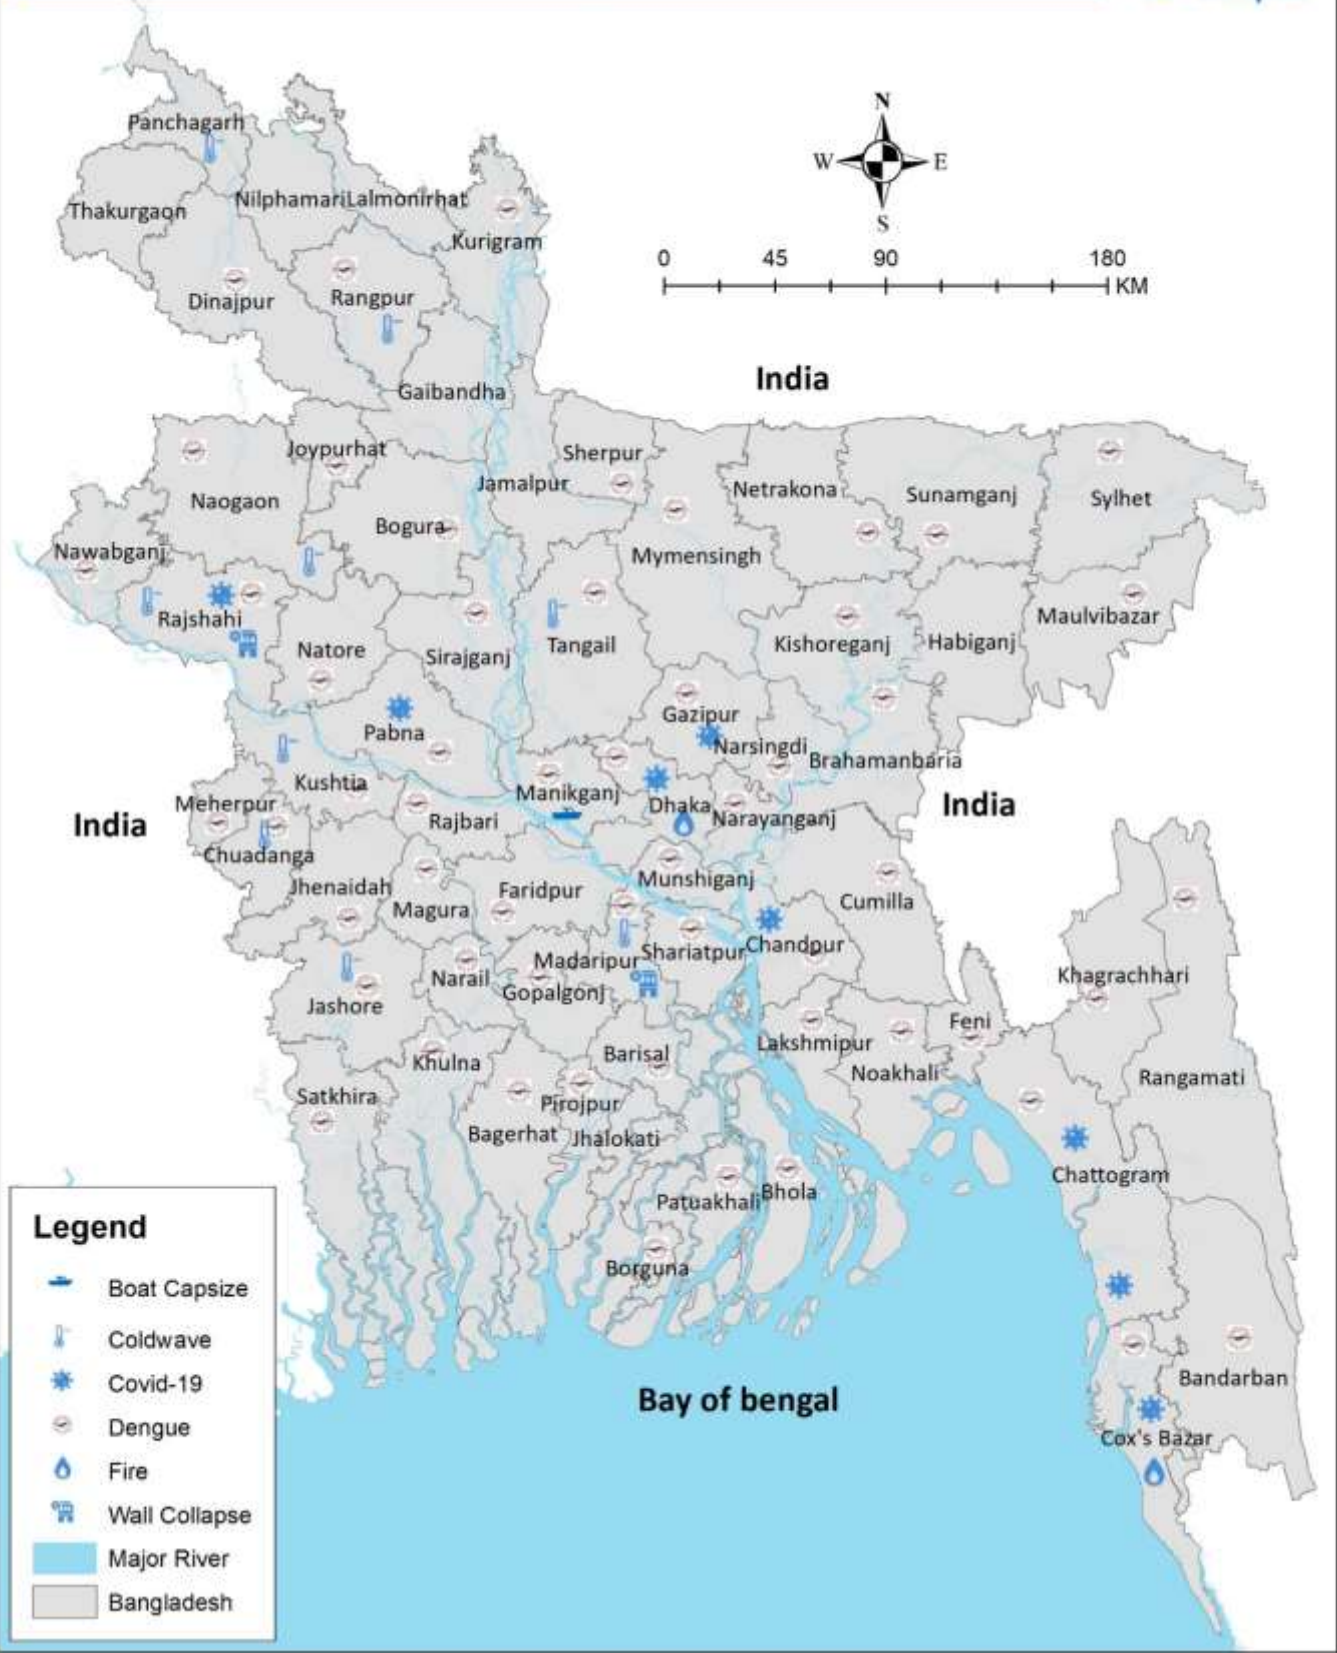 N
Panchagarh
W E
Thakurgaon
Nilphamari
Lalmonirhat
S
Kurigram
0 45 90 180
KM
Dinajpur
Rangpur
India
Gaibandha
Joypurhat
Sherpur
Naogaon
Jamalpur
Netrakona
Sunamganj
Sylhet
Bogura
Nawabganj
Mymensingh
Rajshahi
Maulvibazar
Natore
Sirajganj
Tangail
Kishoreganj
Habiganj
Pabna
Gazipur
Narsingdi
Brahamanbaria
Kushtia
Manikganj
Meherpur
Dhaka
India
India
Rajbari
Narayanganj
Chuadanga
Jhenaidah
Faridpur
Munshiganj
Magura
Cumilla
Shariatpur
Chandpur
Madaripur
Khagrachhari
Narail
Gopalgonj
Jashore
Feni
Lakshmipur
Barisal
Khulna
Noakhali
Rangamati
Satkhira
Pirojpur
Bagerhat
Jhalokati
Chattogram
Bhola
Patuakhali
Borguna
Bandarban
Bay of bengal
Cox's Bazar
Legend
Boat Capsize
Coldwave
Covid-19
Dengue
Fire
Wall Collapse
Major River
Bangladesh